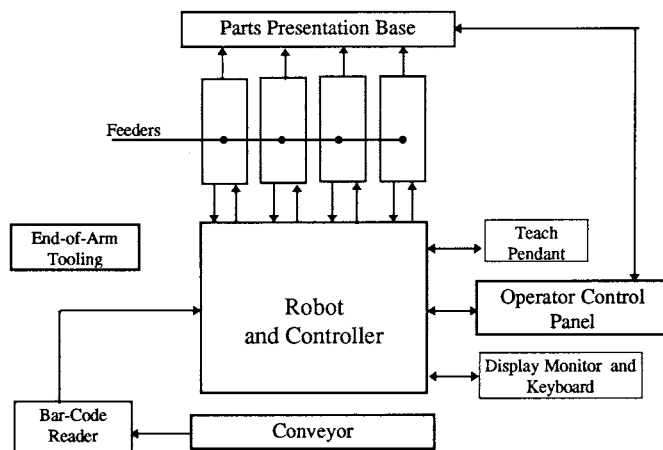 Parts Presentation Base
Feeders
End-of-Arm
Tooling
Teach
Pendant
Robot
and Controller
Operator Control
Panel
Display Monitor and
Keyboard
Bar-Code
Reader
Conveyor